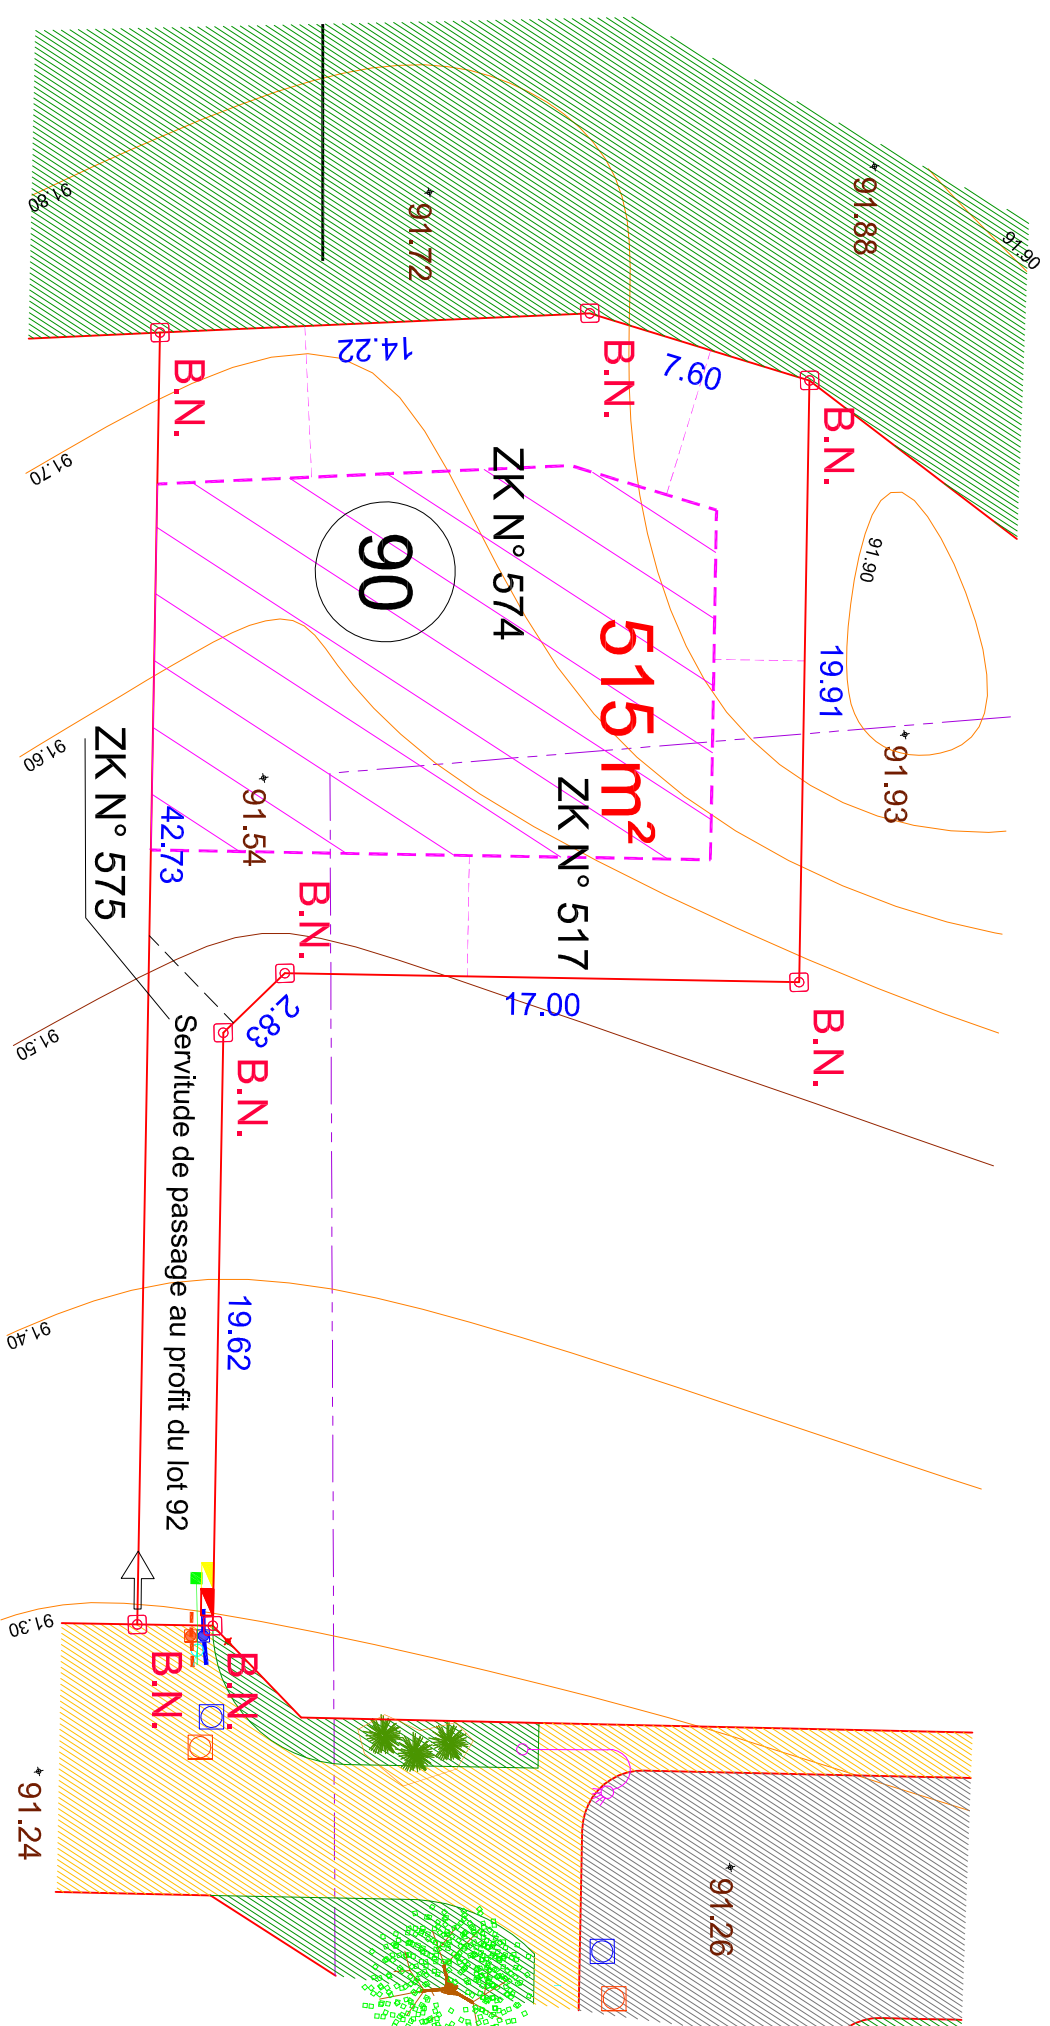 91.80
91.72
91.88
91.90
14.22
B.N.
B.N.
7.60
B.N.
91.70
ZK N° 574
90
91.90
515 m²
19.91
91.60
ZK N° 575
91.54
42.73
ZK N° 517
91.93
B.N.
2.83
17.00
B.N.
91.50
B.N.
Servitude de passage au profit du lot 92
19.62
91.40
91.30
B.N.
B.N.
91.24
91.26